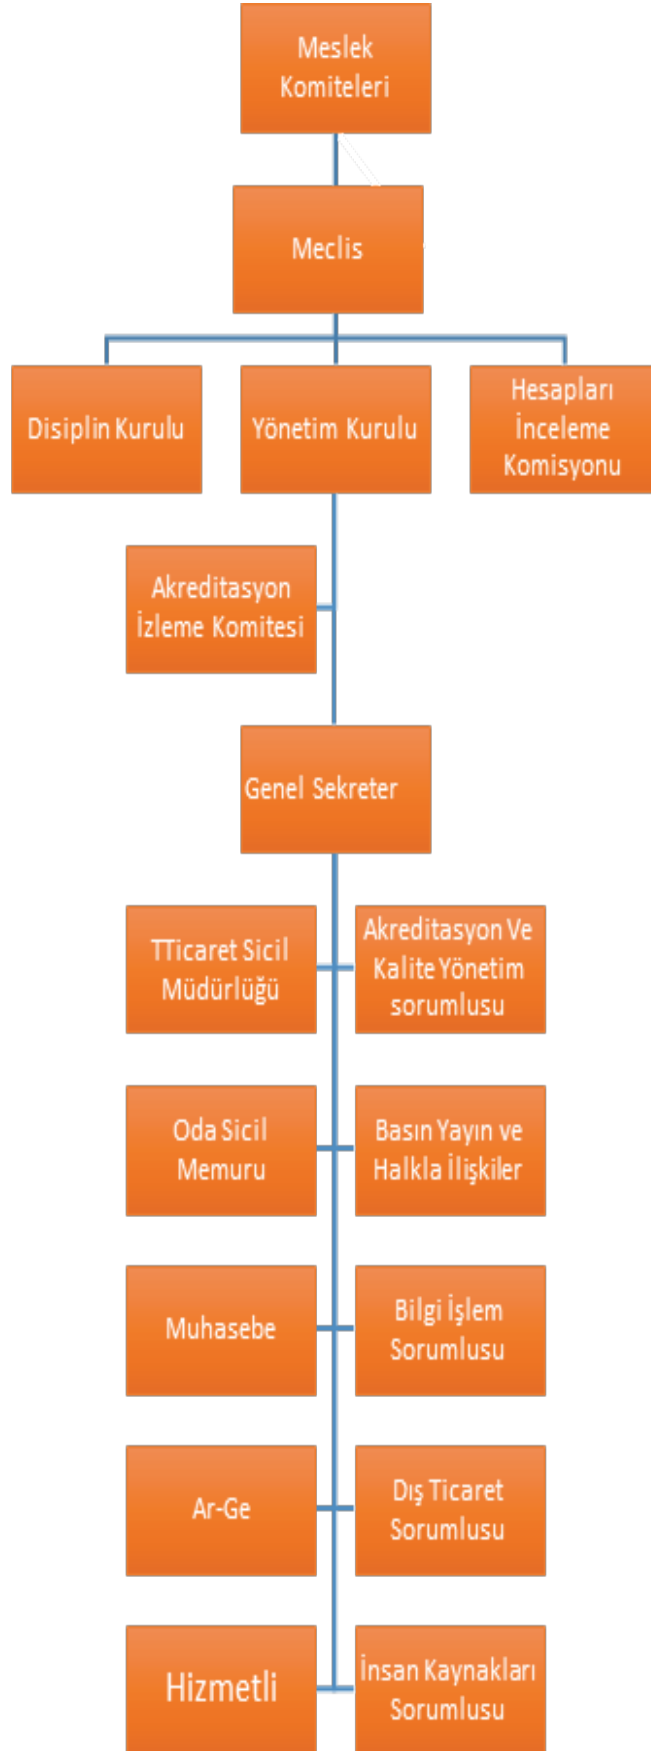 Meslek
Komiteleri
Meclis
Disiplin Kurulu
Yönetim Kurulu
Hesapları
İnceleme
Komisyonu
Akreditasyon
İzleme Komitesi
Genel Sekreter
TTicaret Sicil
Müdürlüğü
Akreditasyon Ve
Kalite Yönetim
sorumlusu
Oda Sicil
Memuru
Basın Yayın ve
Halkla İlişkiler
Muhasebe
Bilgi İşlem
Sorumlusu
Ar-Ge
Dış Ticaret
Sorumlusu
Hizmetli
İnsan Kaynakları
Sorumlusu